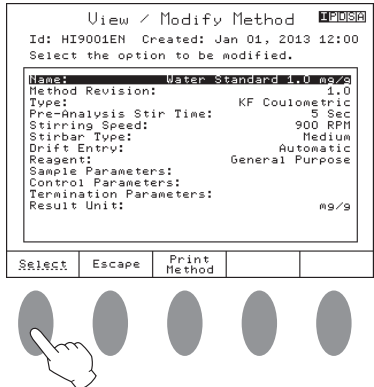 View / Modify Method IPDSA
Id: HI9001EN Created: Jan 01, 2013 12:00
Select the option to be modified.
Name: Water Standard 1.0 mg/g
Method Revision: 1.0
Type: KF Coulometric
Pre-Analysis Stir Time: 5 Sec
Stirring Speed: 900 RPM
Stirbar Type: Medium
Drift Entry: Automatic
Reagent: General Purpose
Sample Parameters:
Control Parameters:
Termination Parameters:
Result Unit: mg/g
Select Escape Print Method